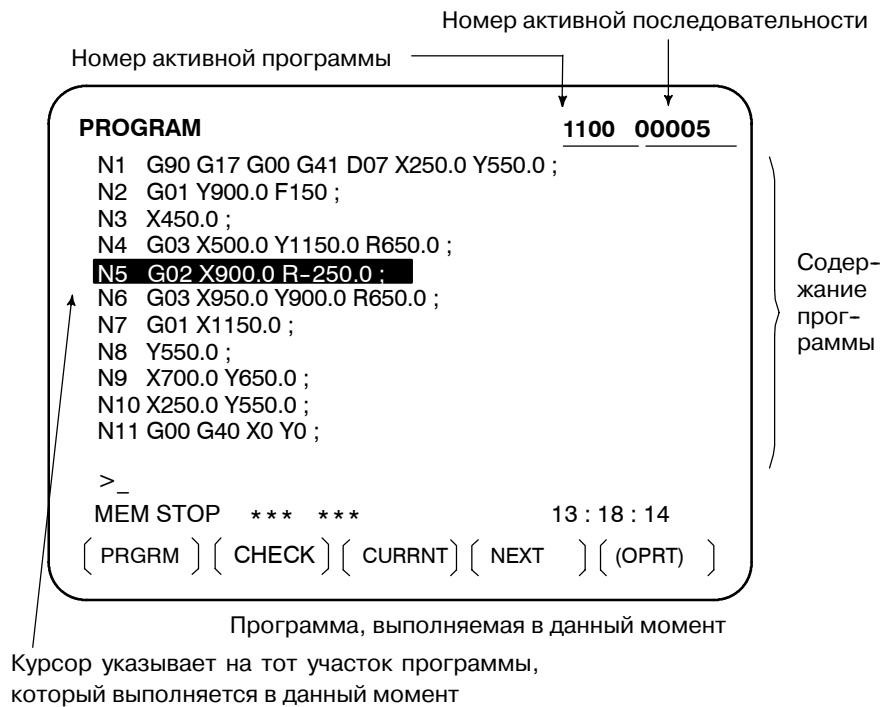 Номер активной последовательности
Номер активной программы
PROGRAM 1100 00005
N1 G90 G17 G00 G41 D07 X250.0 Y550.0 ;
N2 G01 Y900.0 F150 ;
N3 X450.0 ;
N4 G03 X500.0 Y1150.0 R650.0 ;
N5 G02 X900.0 R-250.0 ;
N6 G03 X950.0 Y900.0 R650.0 ;
N7 G01 X1150.0 ;
N8 Y550.0 ;
N9 X700.0 Y650.0 ;
N10 X250.0 Y550.0 ;
N11 G00 G40 X0 Y0 ;
Содер-
жание
прог-
раммы
>_
MEM STOP *** *** 13 : 18 : 14
[ PRGRM ] [ CHECK ] [ CURRNT ] [ NEXT ] [ (OPRT) ]
Программа, выполняемая в данный момент
Курсор указывает на тот участок программы,
который выполняется в данный момент